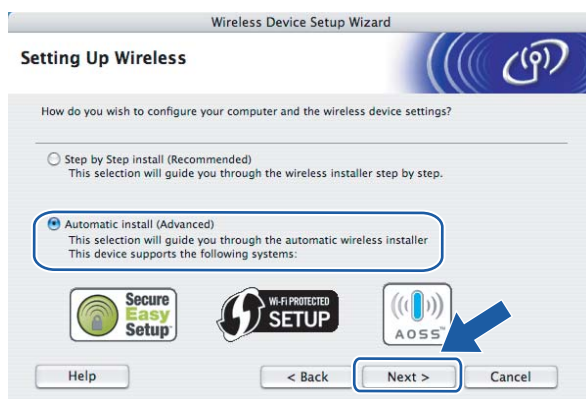 Wireless Device Setup Wizard
Setting Up Wireless
How do you wish to configure your computer and the wireless device settings?
Step by Step install (Recommended)
This selection will guide you through the wireless installer step by step.
Automatic install (Advanced)
This selection will guide you through the automatic wireless installer
This device supports the following systems:
Secure
Easy
Setup
Wi-Fi PROTECTED
SETUP
AOSS™
Help
< Back
Next >
Cancel